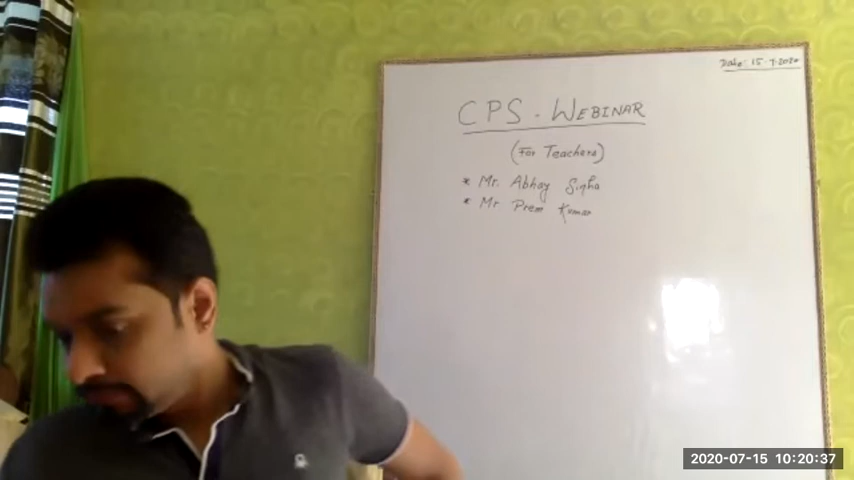 Date: 15-7-2020
CPS - WEBINAR
(For Teachers)
* Mr. Abhay Sinha
* Mr Prem Kumar
2020-07-15 10:20:37